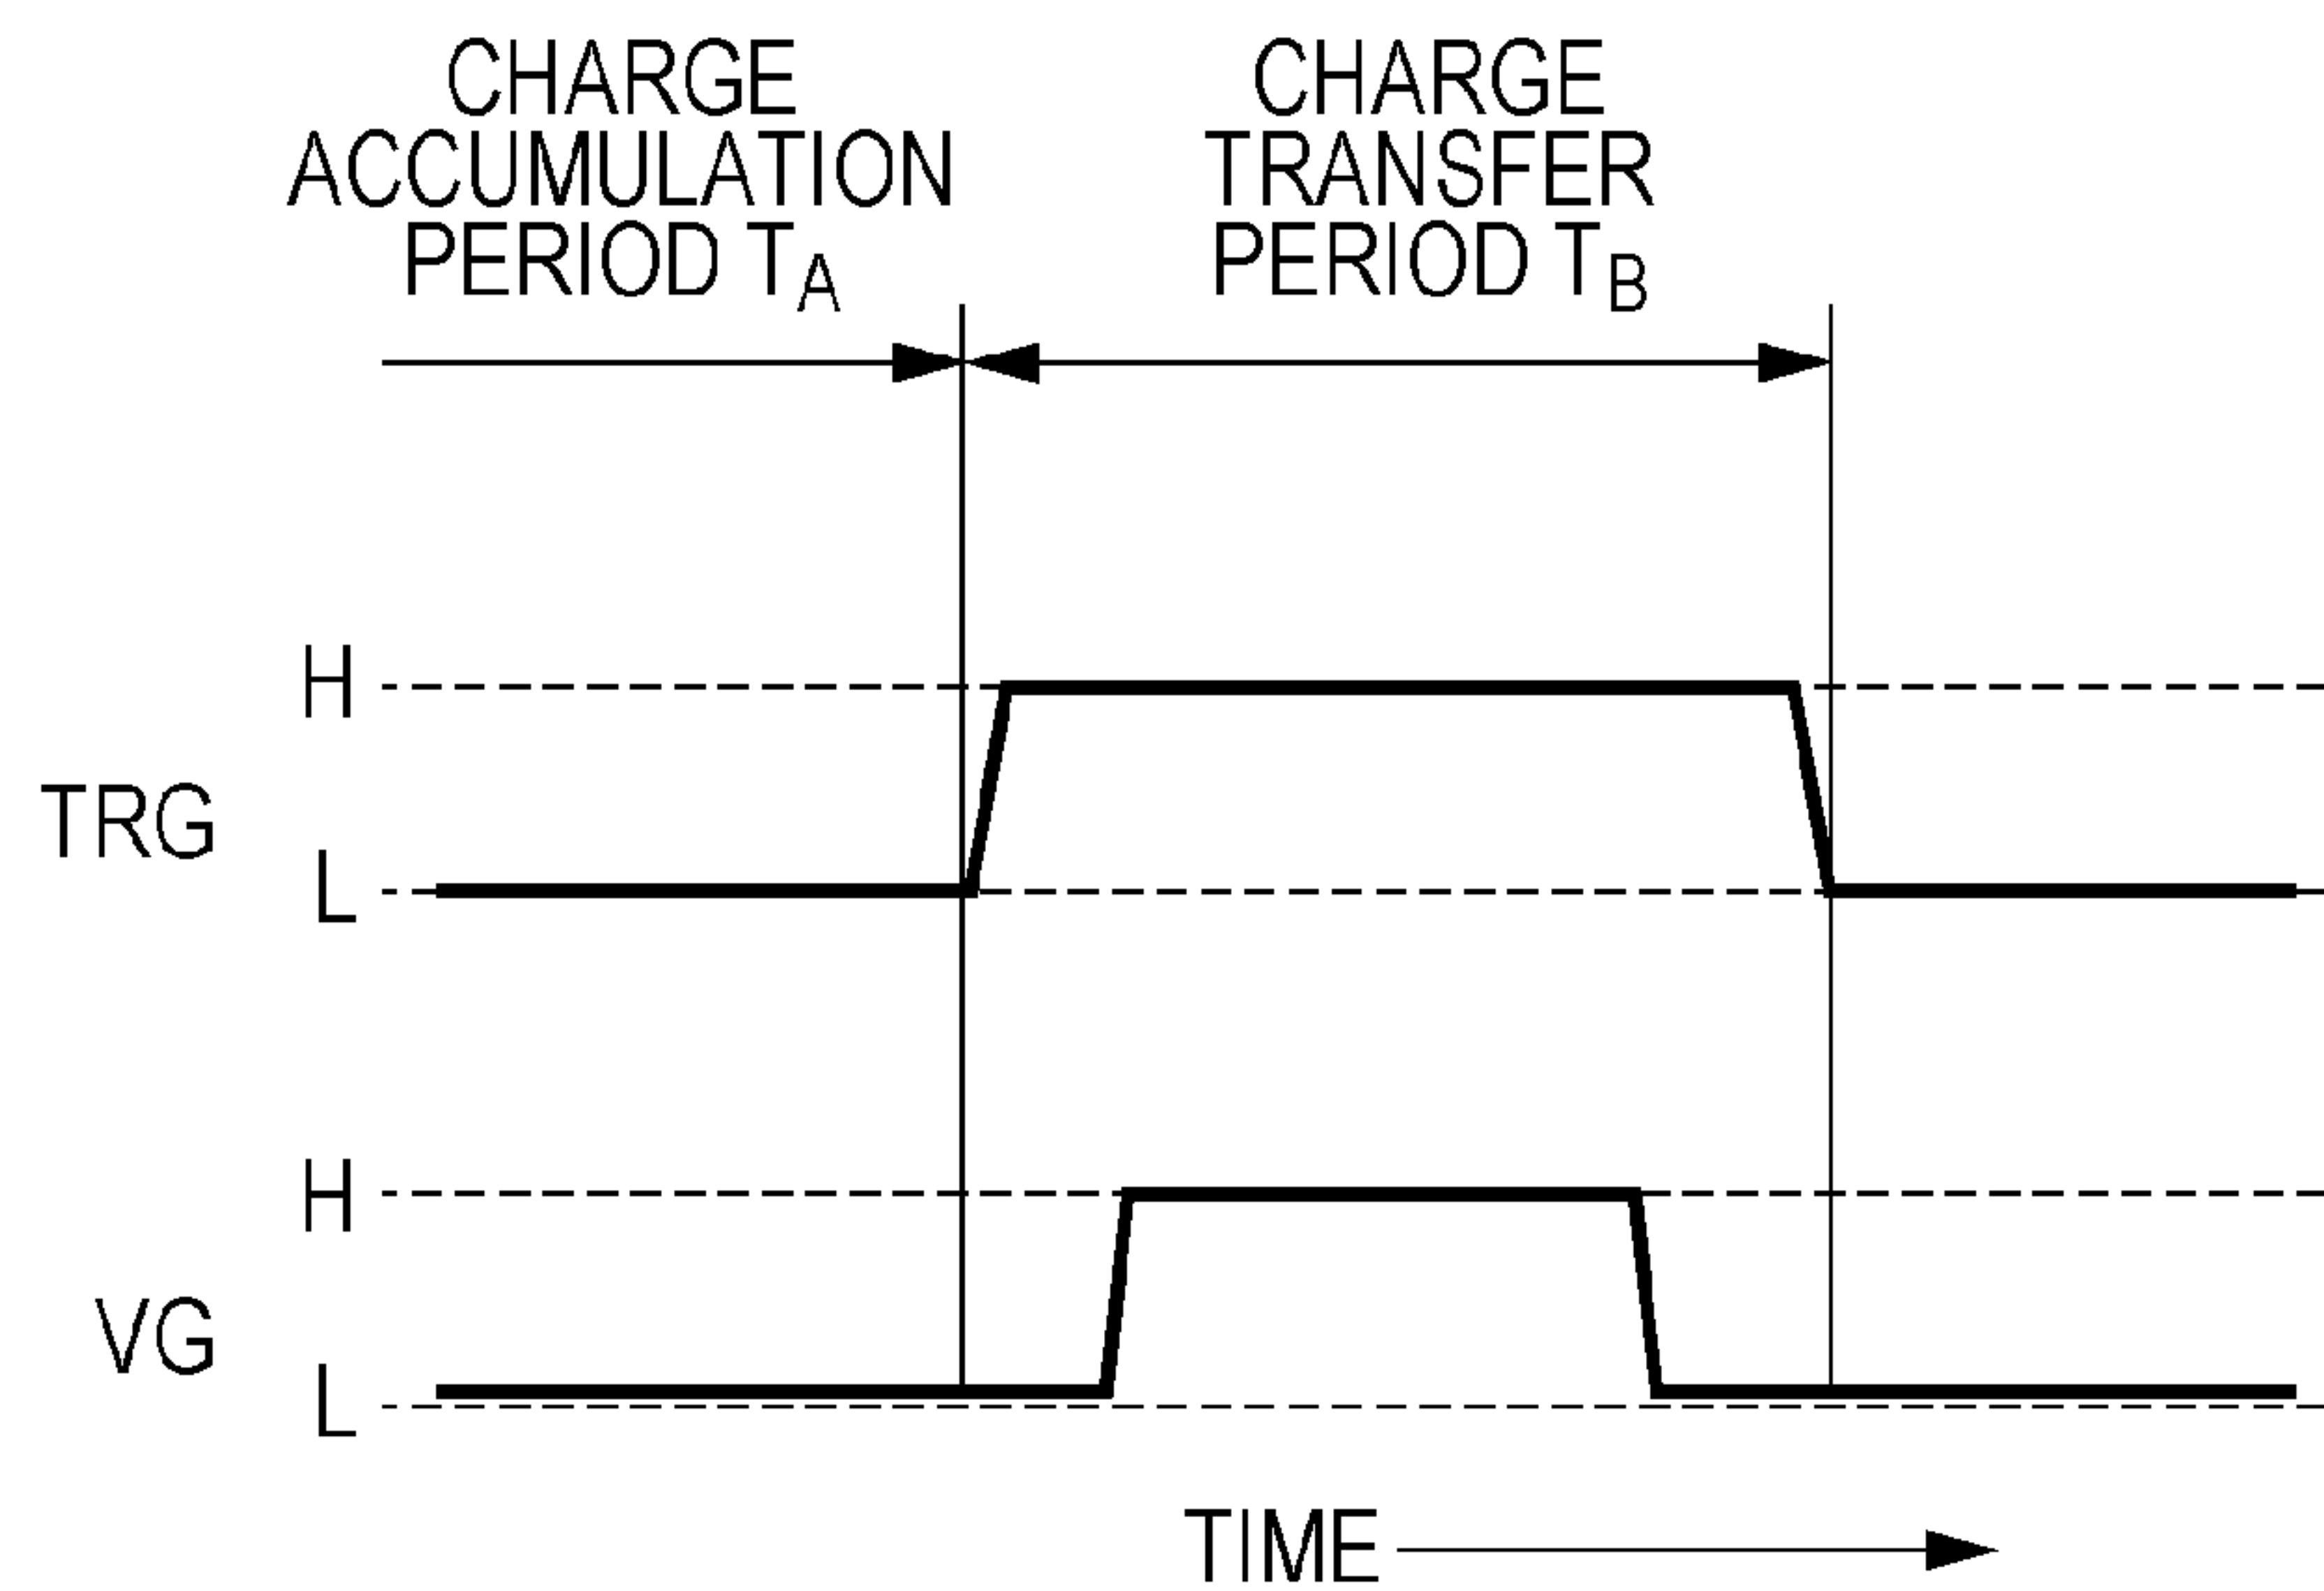 CHARGE
ACCUMULATION
PERIOD TA
CHARGE
TRANSFER
PERIOD TB
H
TRG
L
H
VG
L
TIME